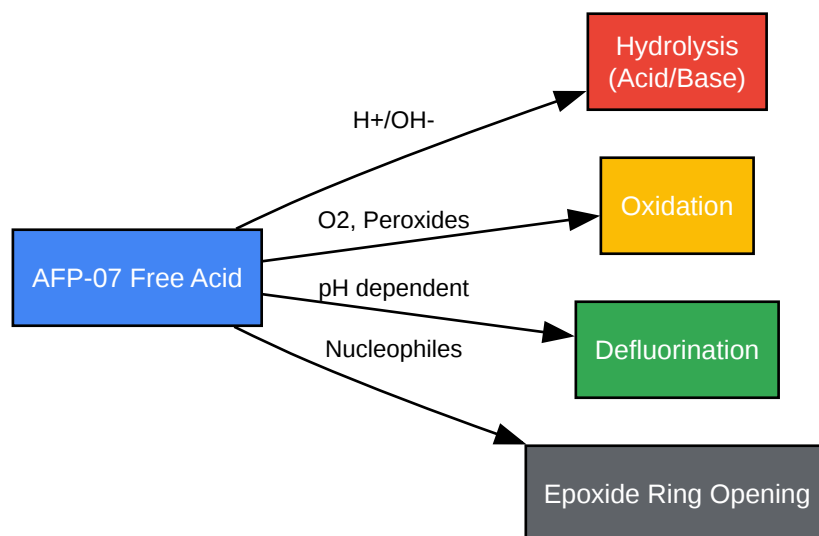 Hydrolysis
(Acid/Base)
H+/OH-
Oxidation
O2, Peroxides
AFP-07 Free Acid
pH dependent
Defluorination
Nucleophiles
Epoxide Ring Opening